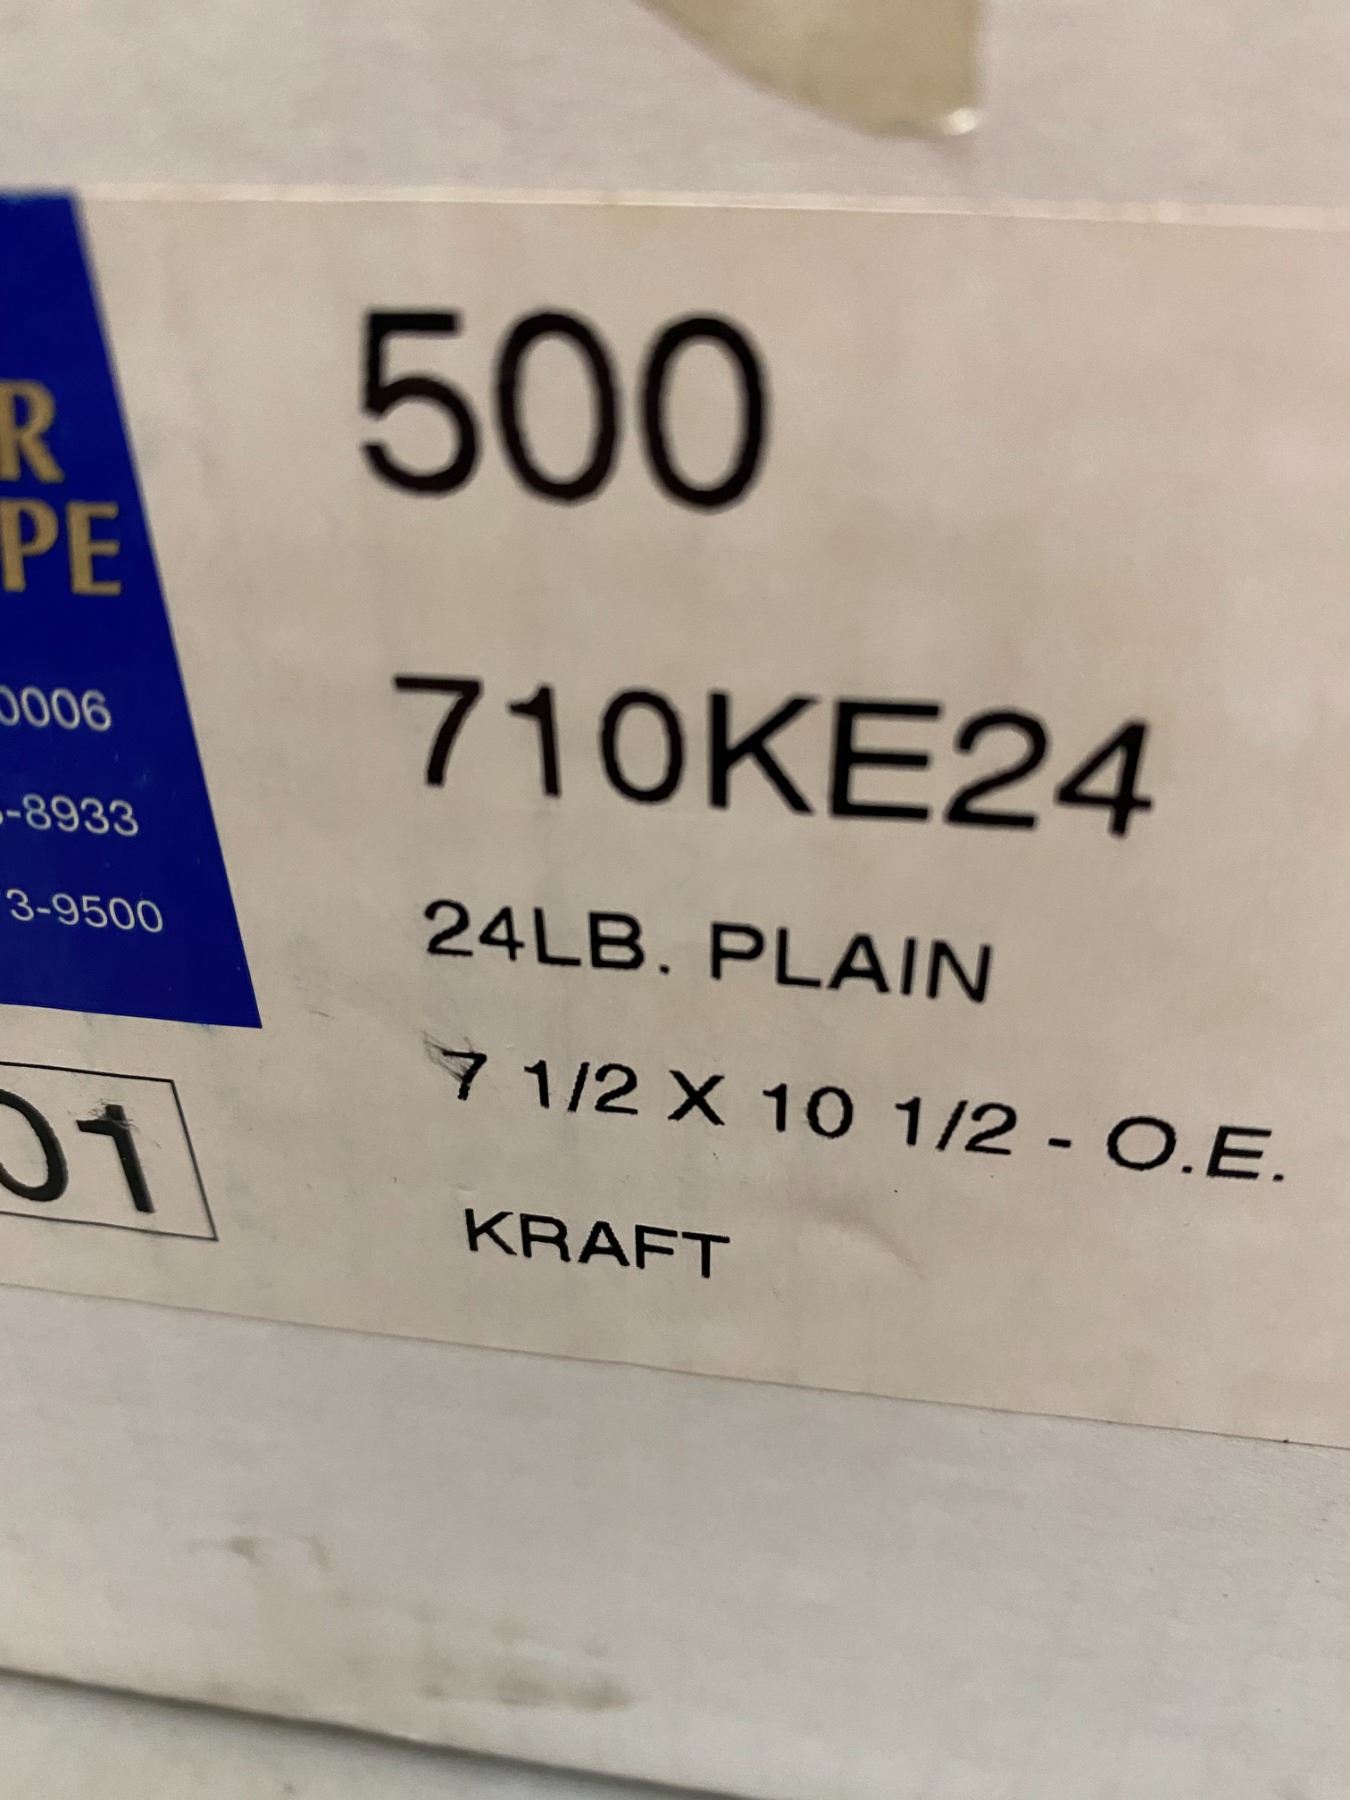 R
PE
0006
-8933
3-9500
01
500
710KE24
24LB. PLAIN
7 1/2 X 10 1/2 - O.E.
KRAFT